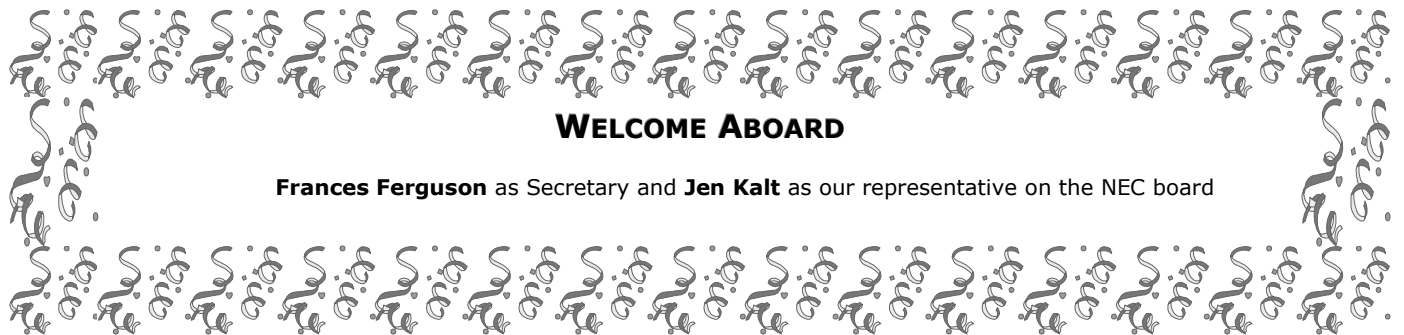 WELCOME ABOARD
Frances Ferguson as Secretary and Jen Kalt as our representative on the NEC board